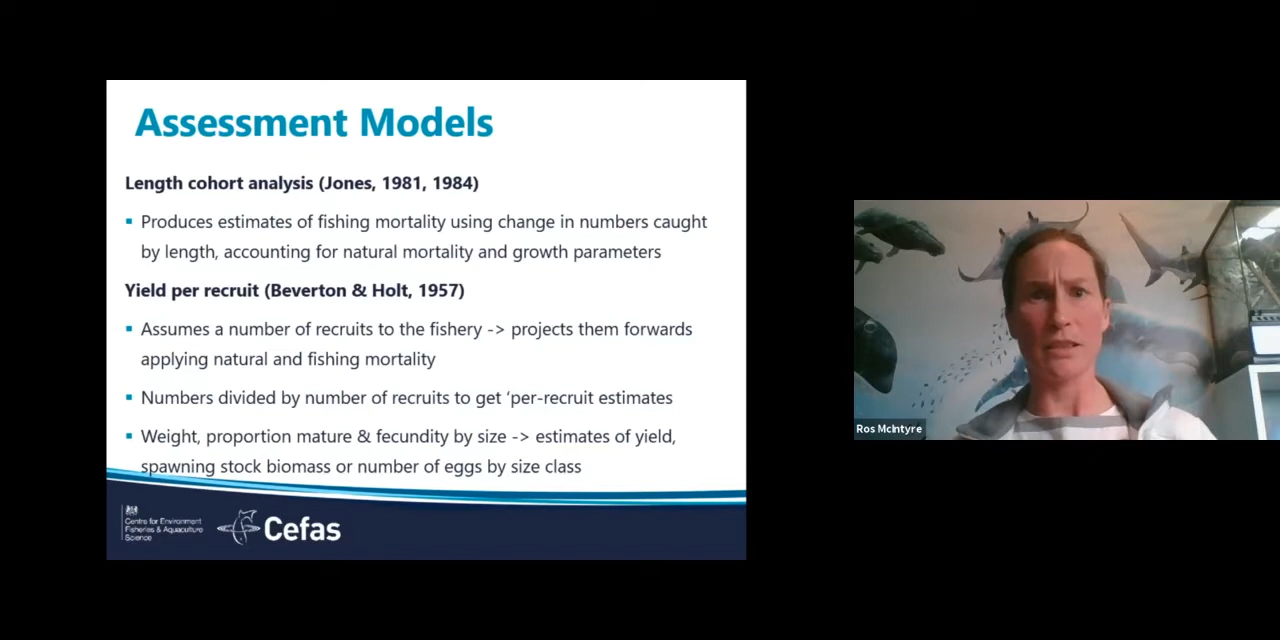 Assessment Models
Length cohort analysis (Jones, 1981, 1984)
▪ Produces estimates of fishing mortality using change in numbers caught
by length, accounting for natural mortality and growth parameters
Yield per recruit (Beverton & Holt, 1957)
▪ Assumes a number of recruits to the fishery -> projects them forwards
applying natural and fishing mortality
▪ Numbers divided by number of recruits to get ‘per-recruit estimates
▪ Weight, proportion mature & fecundity by size -> estimates of yield,
spawning stock biomass or number of eggs by size class
Centre for Environment
Fisheries & Aquaculture
Science
Cefas
Ros McIntyre